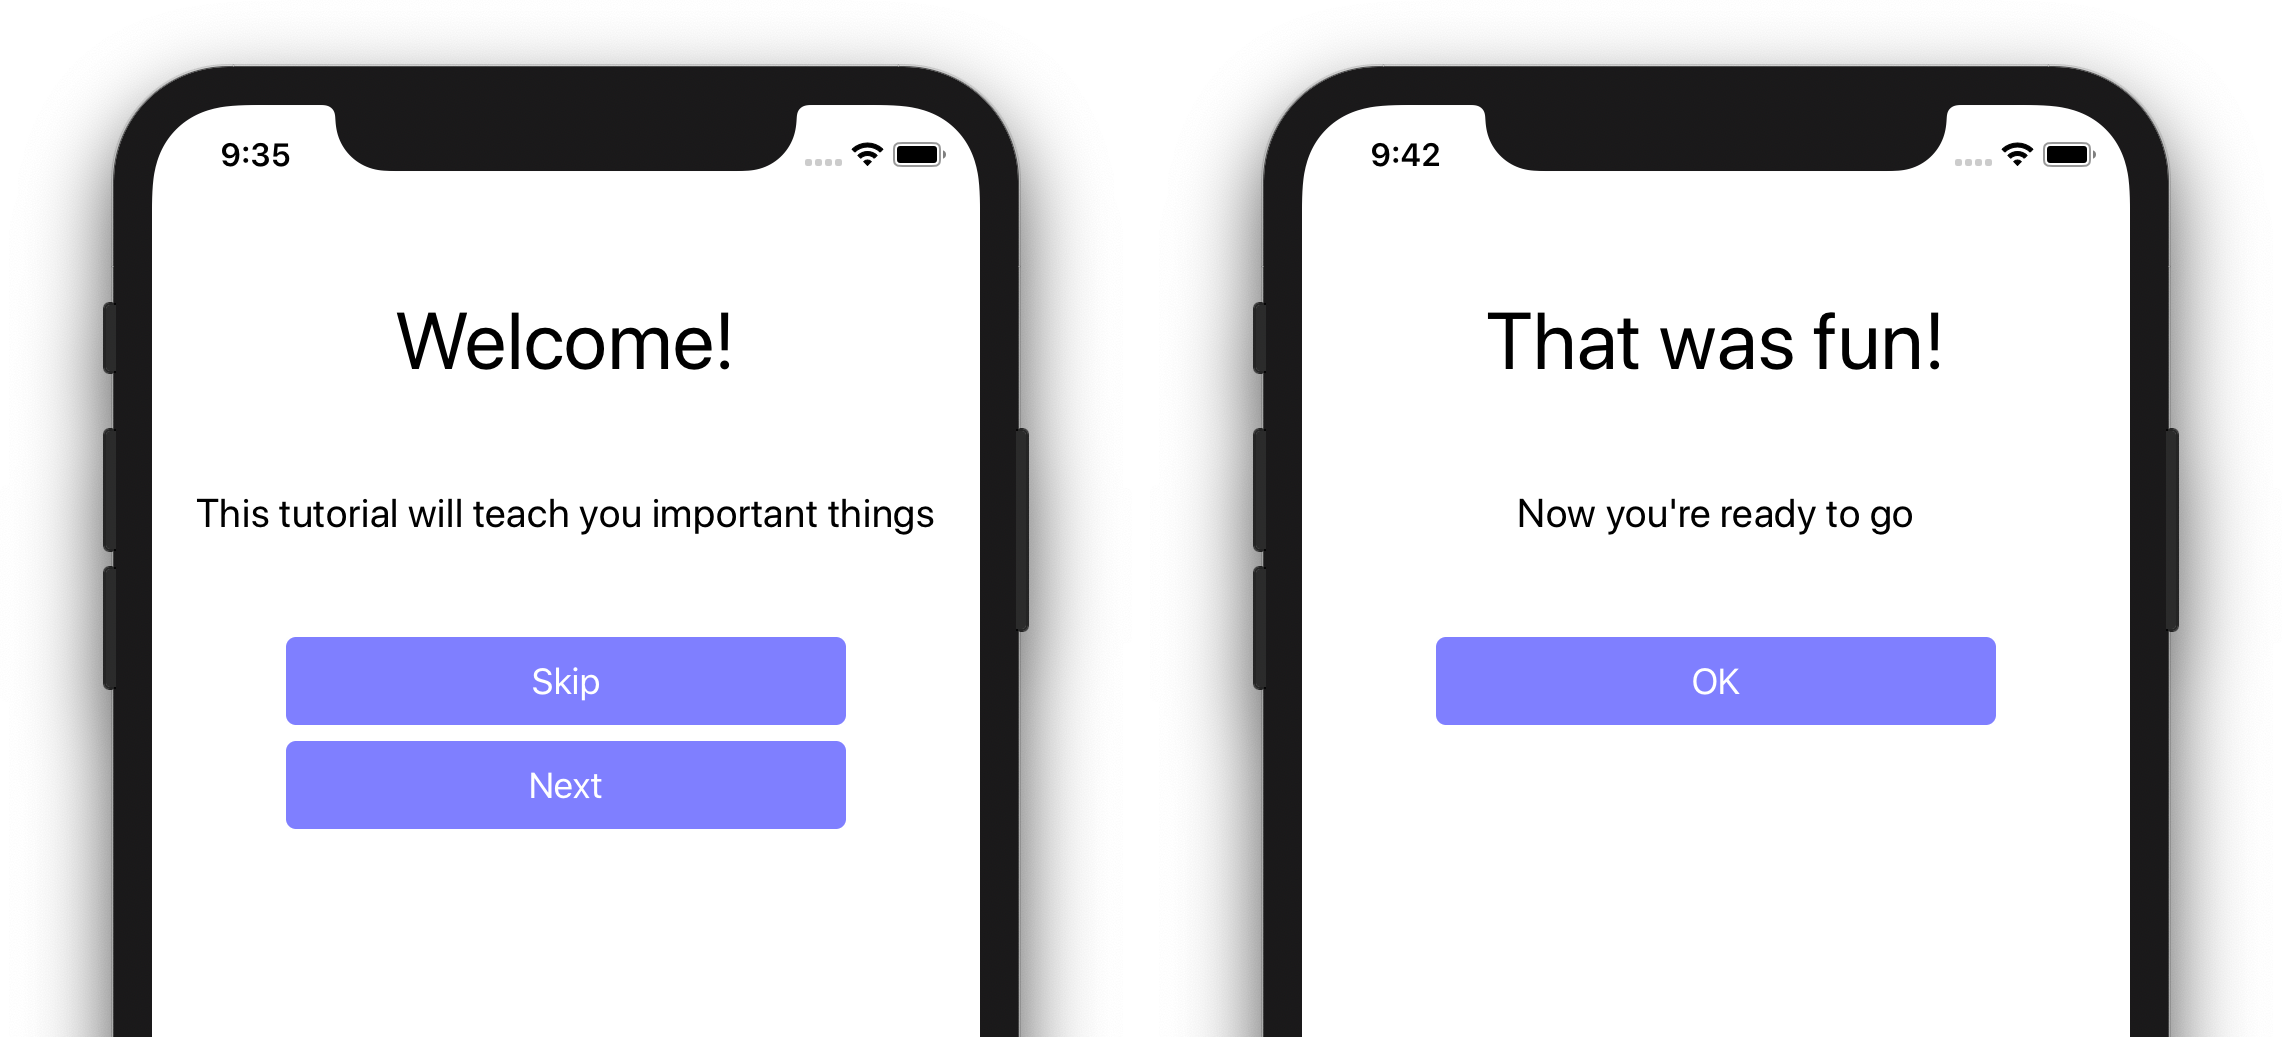 9:35
Welcome!
This tutorial will teach you important things
Skip
Next
9:42
That was fun!
Now you're ready to go
OK